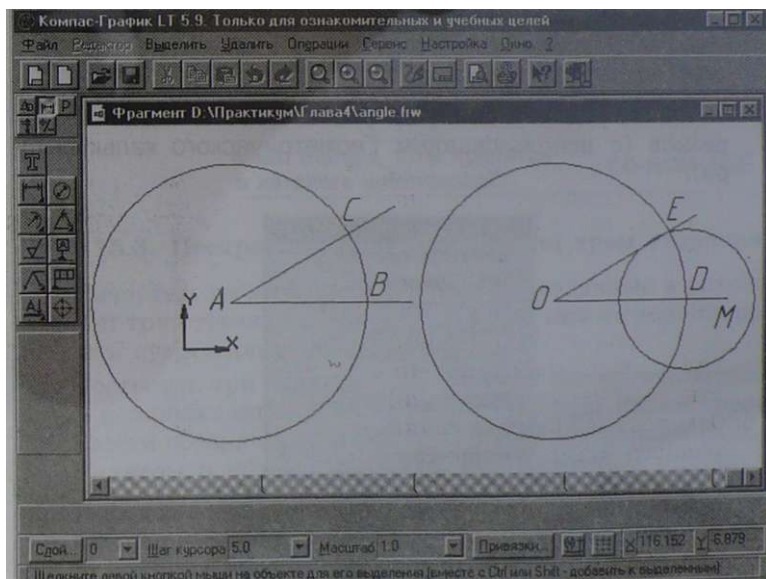 Компас-График LT 5.9. Только для ознакомительных и учебных целей
Файл Редактор Выделить Удалить Операции Сервис Настройка Окно ?
Фрагмент D:\Практикум\Глава4\angle.frw
C
A
B
Y
X
E
O
D
M
Слой... 0 Шаг курсора 5.0 Масштаб 1.0 Привязки... X 116.152 Y -6.879
Щелкните левой кнопкой мыши на объекте для его выделения (вместе с Ctrl или Shift - добавить к выделенным)